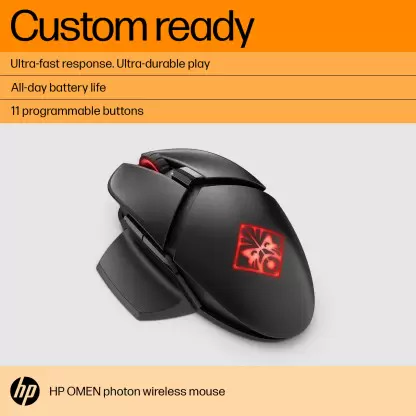 Custom ready
Ultra-fast response. Ultra-durable play
All-day battery life
11 programmable buttons
hp
HP OMEN photon wireless mouse